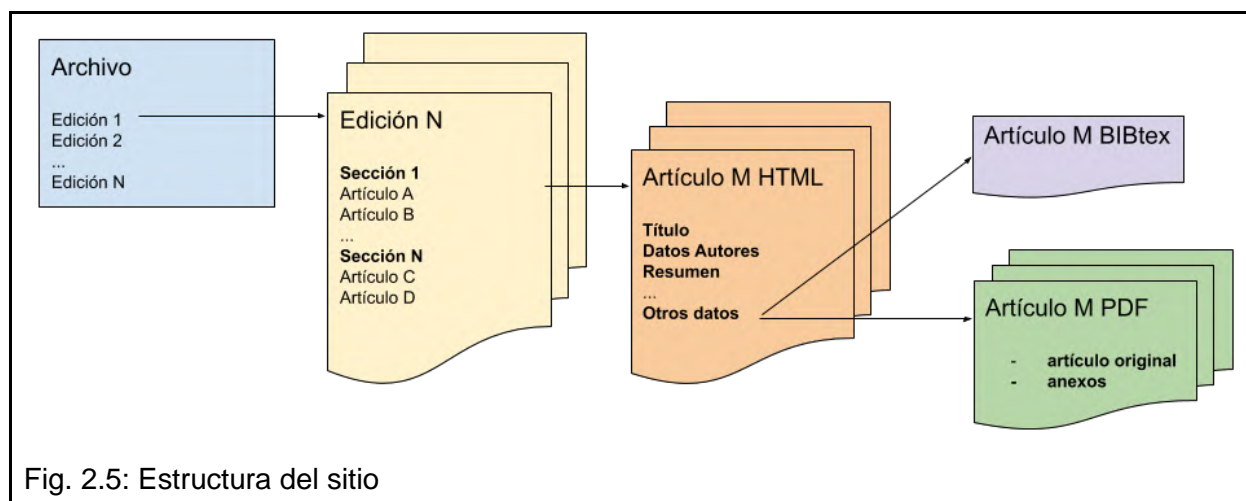 Archivo
Edición 1
Edición 2
...
Edición N
Edición N
Sección 1
Artículo A
Artículo B
...
Sección N
Artículo C
Artículo D
Artículo M HTML
Título
Datos Autores
Resumen
...
Otros datos
Artículo M BIBtex
Artículo M PDF
- artículo original
- anexos
Fig. 2.5: Estructura del sitio